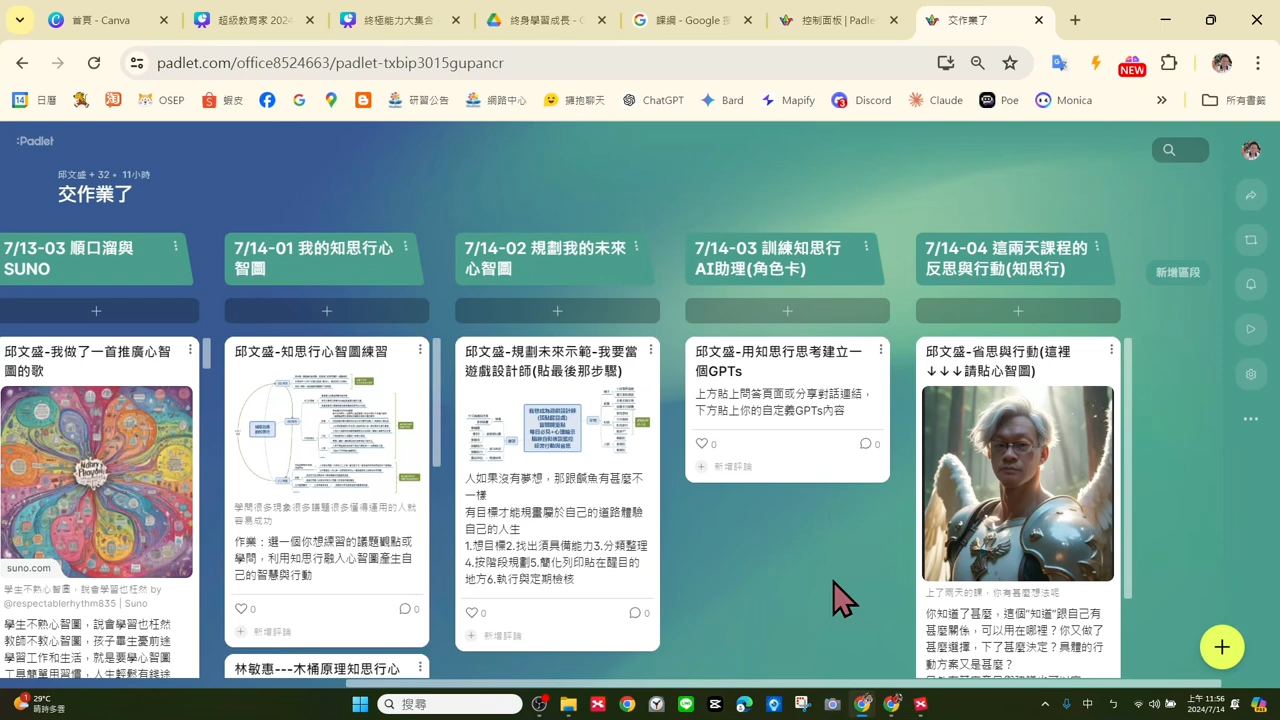 首頁 - Canva
超級教育家 2024
終極能力大集合
終身學習成長 - G
課綱 - Google 搜
控制面板 | Padle
交作業了
padlet.com/office8524663/padlet-txbip3015gupancr
NEW
日曆
OSEP
蝦皮
研習公告
網路中心
擁抱聊天
ChatGPT
Bard
Mapify
Discord
Claude
Poe
Monica
所有書籤
:Padlet
邱文盛 + 32 • 11小時
交作業了
7/13-03 順口溜與
SUNO
7/14-01 我的知思行心
智圖
7/14-02 規劃我的未來
心智圖
7/14-03 訓練知思行
AI助理(角色卡)
7/14-04 這兩天課程的
反思與行動(知思行)
新增區段
邱文盛-我做了一首推廣心智
圖的歌
suno.com
學生不熟心智圖，說會學習也枉然 by
@respectablerhythm835 | Suno
學生不熟心智圖，說會學習也枉然
教師不教心智圖，孩子畢生憂前途
學習工作和生活，就是要學心智圖
邱文盛-知思行心智圖練習
學問很多現象很多議題很多懂得運用的人就
容易成功
作業：選一個你想練習的議題觀點或
學問，利用知思行融入心智圖產生自
己的智慧與行動
0
0
新增評論
林敏惠---木桶原理知思行心
邱文盛-規劃未來示範-我要當
遊戲設計師(貼最後那步驟)
人如果沒有夢想，那跟鹹魚有甚麼不
一樣
有目標才能規畫屬於自己的道路體驗
自己的人生
1.想目標2.找出須具備能力3.分類整理
4.按階段規劃5.簡化列印貼在醒目的
地方6.執行與定期檢核
0
0
新增評論
邱文盛-用知思行思考建立一
個GPTs
上方貼上問答頁面或分享對話連結，
下方貼上你的自定義GPTs內容
0
0
新增評論
邱文盛-省思與行動(這裡
↓↓↓請貼心智圖)
上了兩天的課，你有甚麼想法呢
你知道了甚麼，這個"知道"跟自己有
甚麼關係，可以用在哪裡？你又做了
甚麼選擇，下了甚麼決定？具體的行
動方案又是甚麼？
29°C
晴時多雲
搜尋
中
上午 11:56
2024/7/14